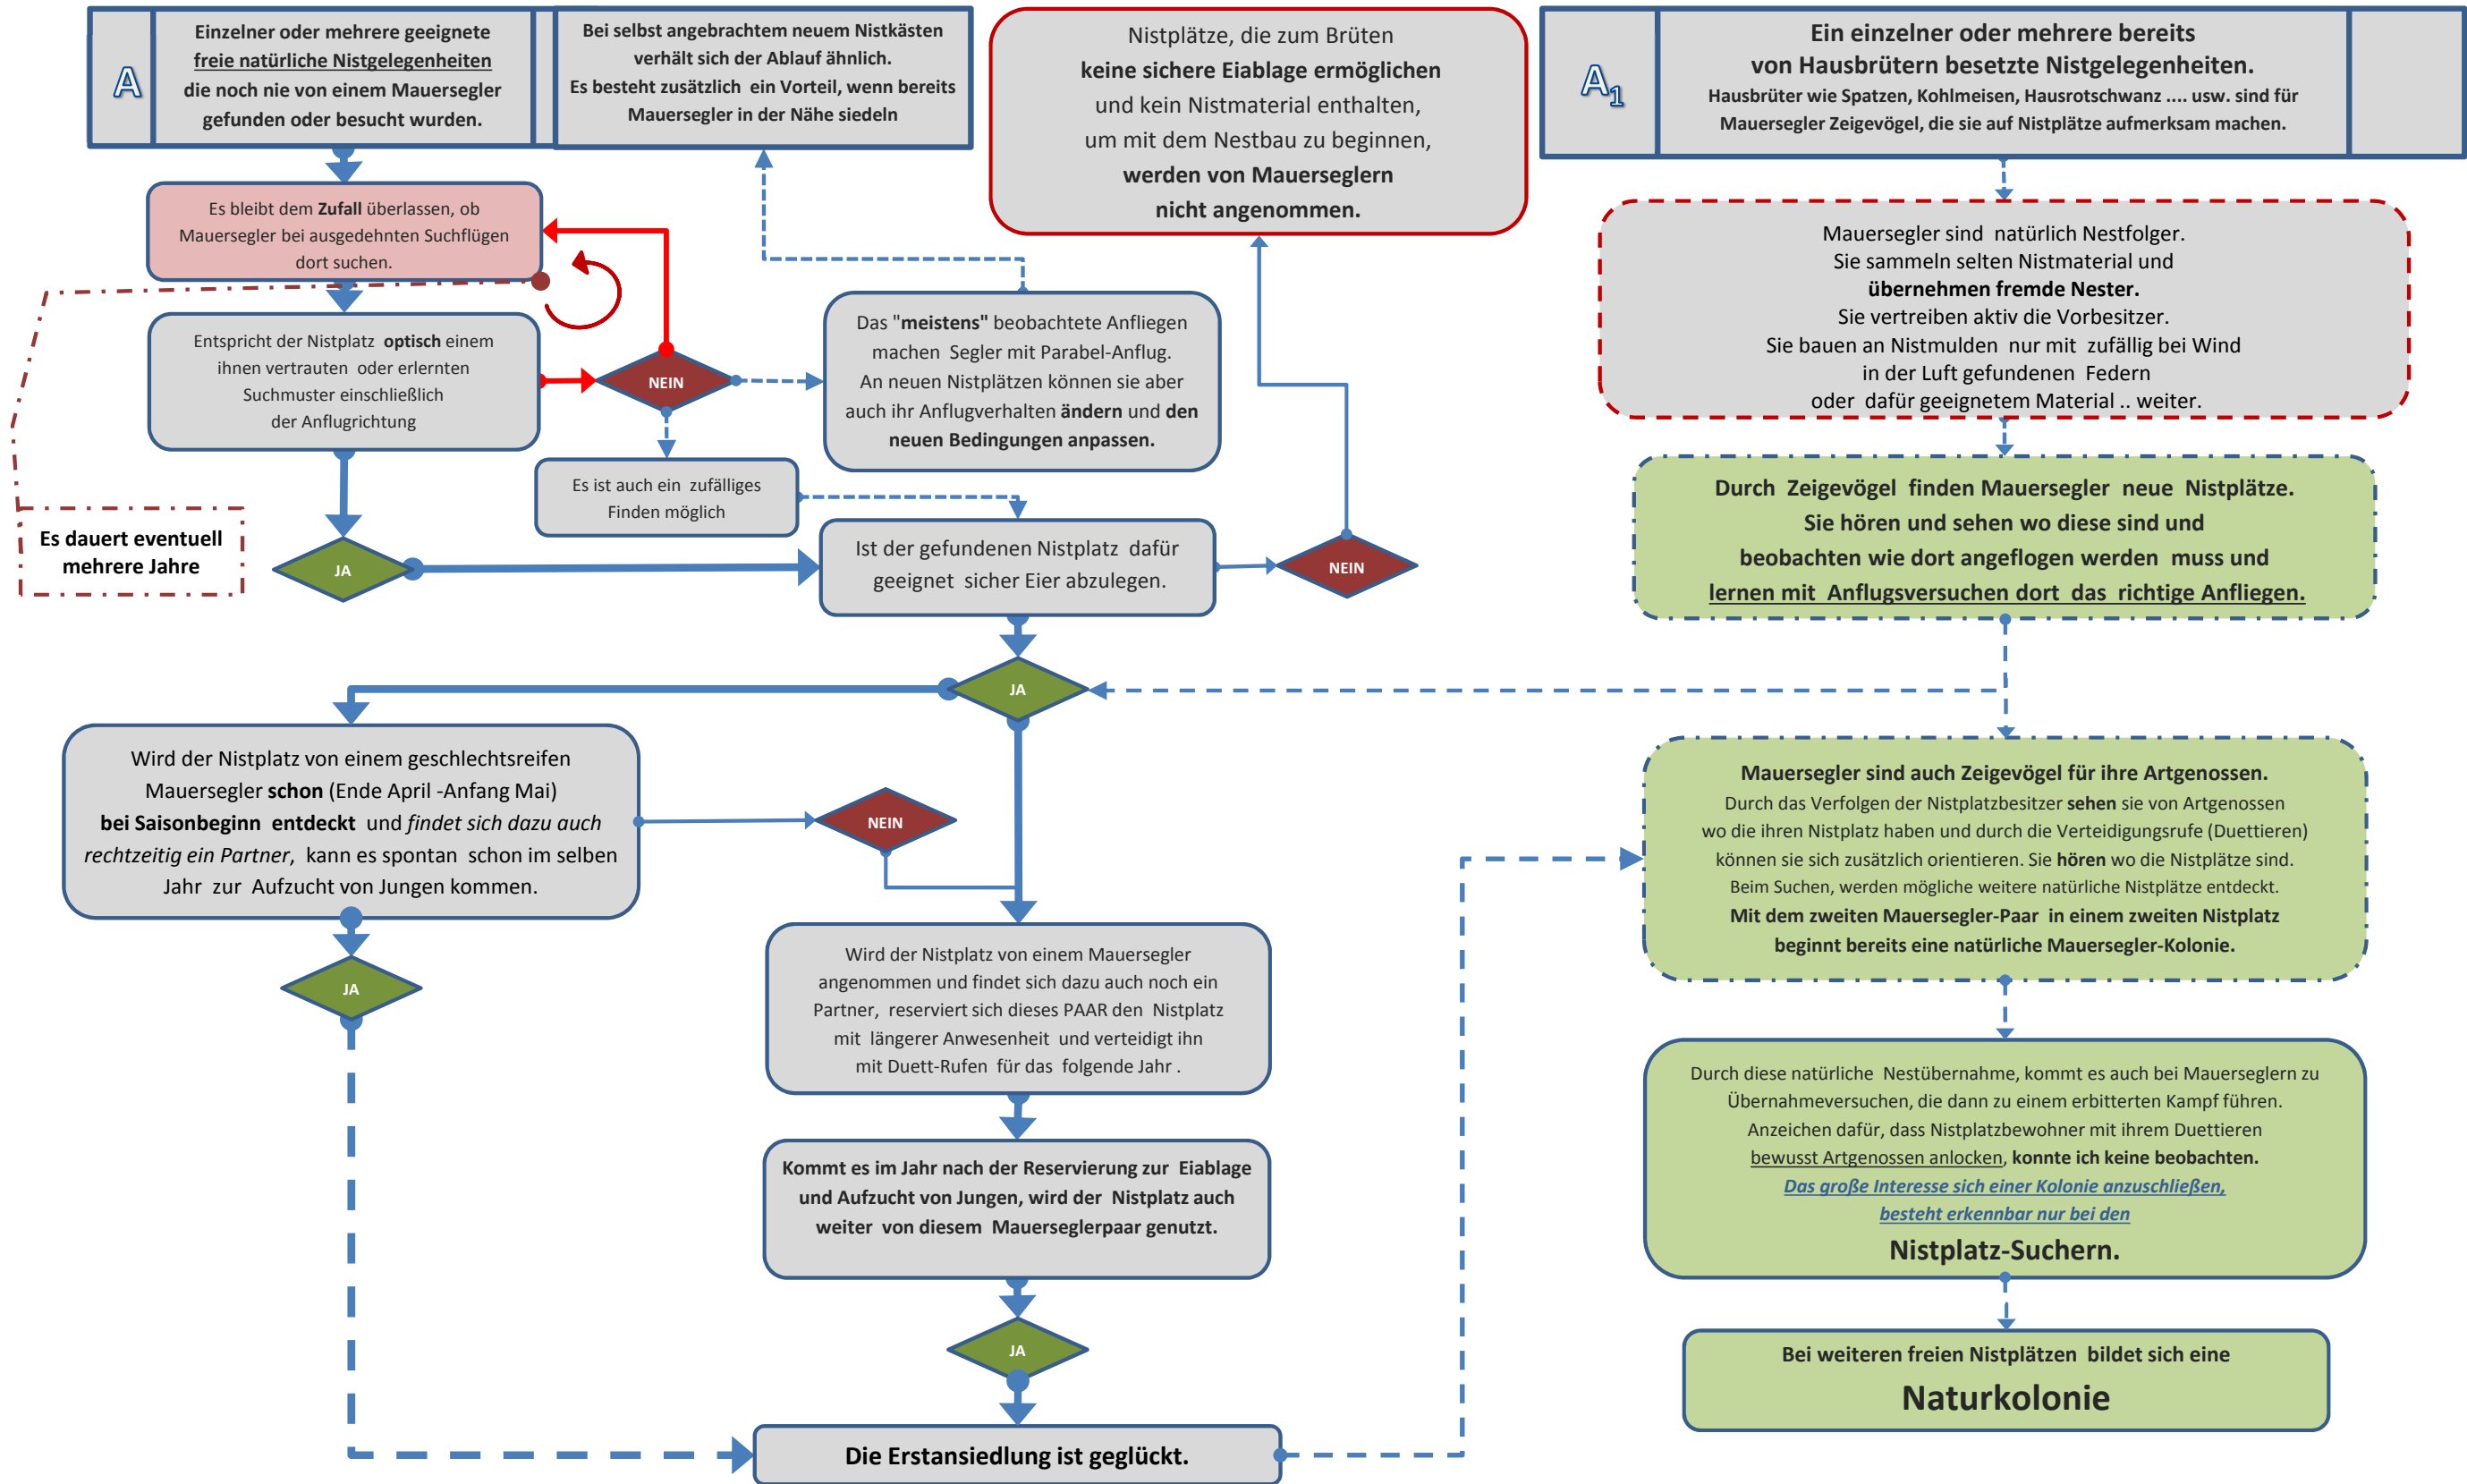 A
Einzelner oder mehrere geeignete
freie natürliche Nistgelegenheiten
die noch nie von einem Mauersegler
gefunden oder besucht wurden.
Bei selbst angebrachtem neuem Nistkästen
verhält sich der Ablauf ähnlich.
Es besteht zusätzlich ein Vorteil, wenn bereits
Mauersegler in der Nähe siedeln
Nistplätze, die zum Brüten
keine sichere Eiablage ermöglichen
und kein Nistmaterial enthalten,
um mit dem Nestbau zu beginnen,
werden von Mauerseglern
nicht angenommen.
A1
Ein einzelner oder mehrere bereits
von Hausbrütern besetzte Nistgelegenheiten.
Hausbrüter wie Spatzen, Kohlmeisen, Hausrotschwanz .... usw. sind für
Mauersegler Zeigevögel, die sie auf Nistplätze aufmerksam machen.
Es bleibt dem Zufall überlassen, ob
Mauersegler bei ausgedehnten Suchflügen
dort suchen.
Entspricht der Nistplatz optisch einem
ihnen vertrauten oder erlernten
Suchmuster einschließlich
der Anflugrichtung
NEIN
Das "meistens" beobachtete Anfliegen
machen Segler mit Parabel-Anflug.
An neuen Nistplätzen können sie aber
auch ihr Anflugverhalten ändern und den
neuen Bedingungen anpassen.
Es ist auch ein zufälliges
Finden möglich
Es dauert eventuell
mehrere Jahre
JA
Ist der gefundenen Nistplatz dafür
geeignet sicher Eier abzulegen.
NEIN
Mauersegler sind natürlich Nestfolger.
Sie sammeln selten Nistmaterial und
übernehmen fremde Nester.
Sie vertreiben aktiv die Vorbesitzer.
Sie bauen an Nistmulden nur mit zufällig bei Wind
in der Luft gefundenen Federn
oder dafür geeignetem Material .. weiter.
Durch Zeigevögel finden Mauersegler neue Nistplätze.
Sie hören und sehen wo diese sind und
beobachten wie dort angeflogen werden muss und
lernen mit Anflugsversuchen dort das richtige Anfliegen.
JA
Wird der Nistplatz von einem geschlechtsreifen
Mauersegler schon (Ende April -Anfang Mai)
bei Saisonbeginn entdeckt und findet sich dazu auch
rechtzeitig ein Partner, kann es spontan schon im selben
Jahr zur Aufzucht von Jungen kommen.
NEIN
JA
Wird der Nistplatz von einem Mauersegler
angenommen und findet sich dazu auch noch ein
Partner, reserviert sich dieses PAAR den Nistplatz
mit längerer Anwesenheit und verteidigt ihn
mit Duett-Rufen für das folgende Jahr .
Kommt es im Jahr nach der Reservierung zur Eiablage
und Aufzucht von Jungen, wird der Nistplatz auch
weiter von diesem Mauerseglerpaar genutzt.
JA
Die Erstansiedlung ist geglückt.
Mauersegler sind auch Zeigevögel für ihre Artgenossen.
Durch das Verfolgen der Nistplatzbesitzer sehen sie von Artgenossen
wo die ihren Nistplatz haben und durch die Verteidigungsrufe (Duettieren)
können sie sich zusätzlich orientieren. Sie hören wo die Nistplätze sind.
Beim Suchen, werden mögliche weitere natürliche Nistplätze entdeckt.
Mit dem zweiten Mauersegler-Paar in einem zweiten Nistplatz
beginnt bereits eine natürliche Mauersegler-Kolonie.
Durch diese natürliche Nestübernahme, kommt es auch bei Mauerseglern zu
Übernahmeversuchen, die dann zu einem erbitterten Kampf führen.
Anzeichen dafür, dass Nistplatzbewohner mit ihrem Duettieren
bewusst Artgenossen anlocken, konnte ich keine beobachten.
Das große Interesse sich einer Kolonie anzuschließen,
besteht erkennbar nur bei den
Nistplatz-Suchern.
Bei weiteren freien Nistplätzen bildet sich eine
Naturkolonie